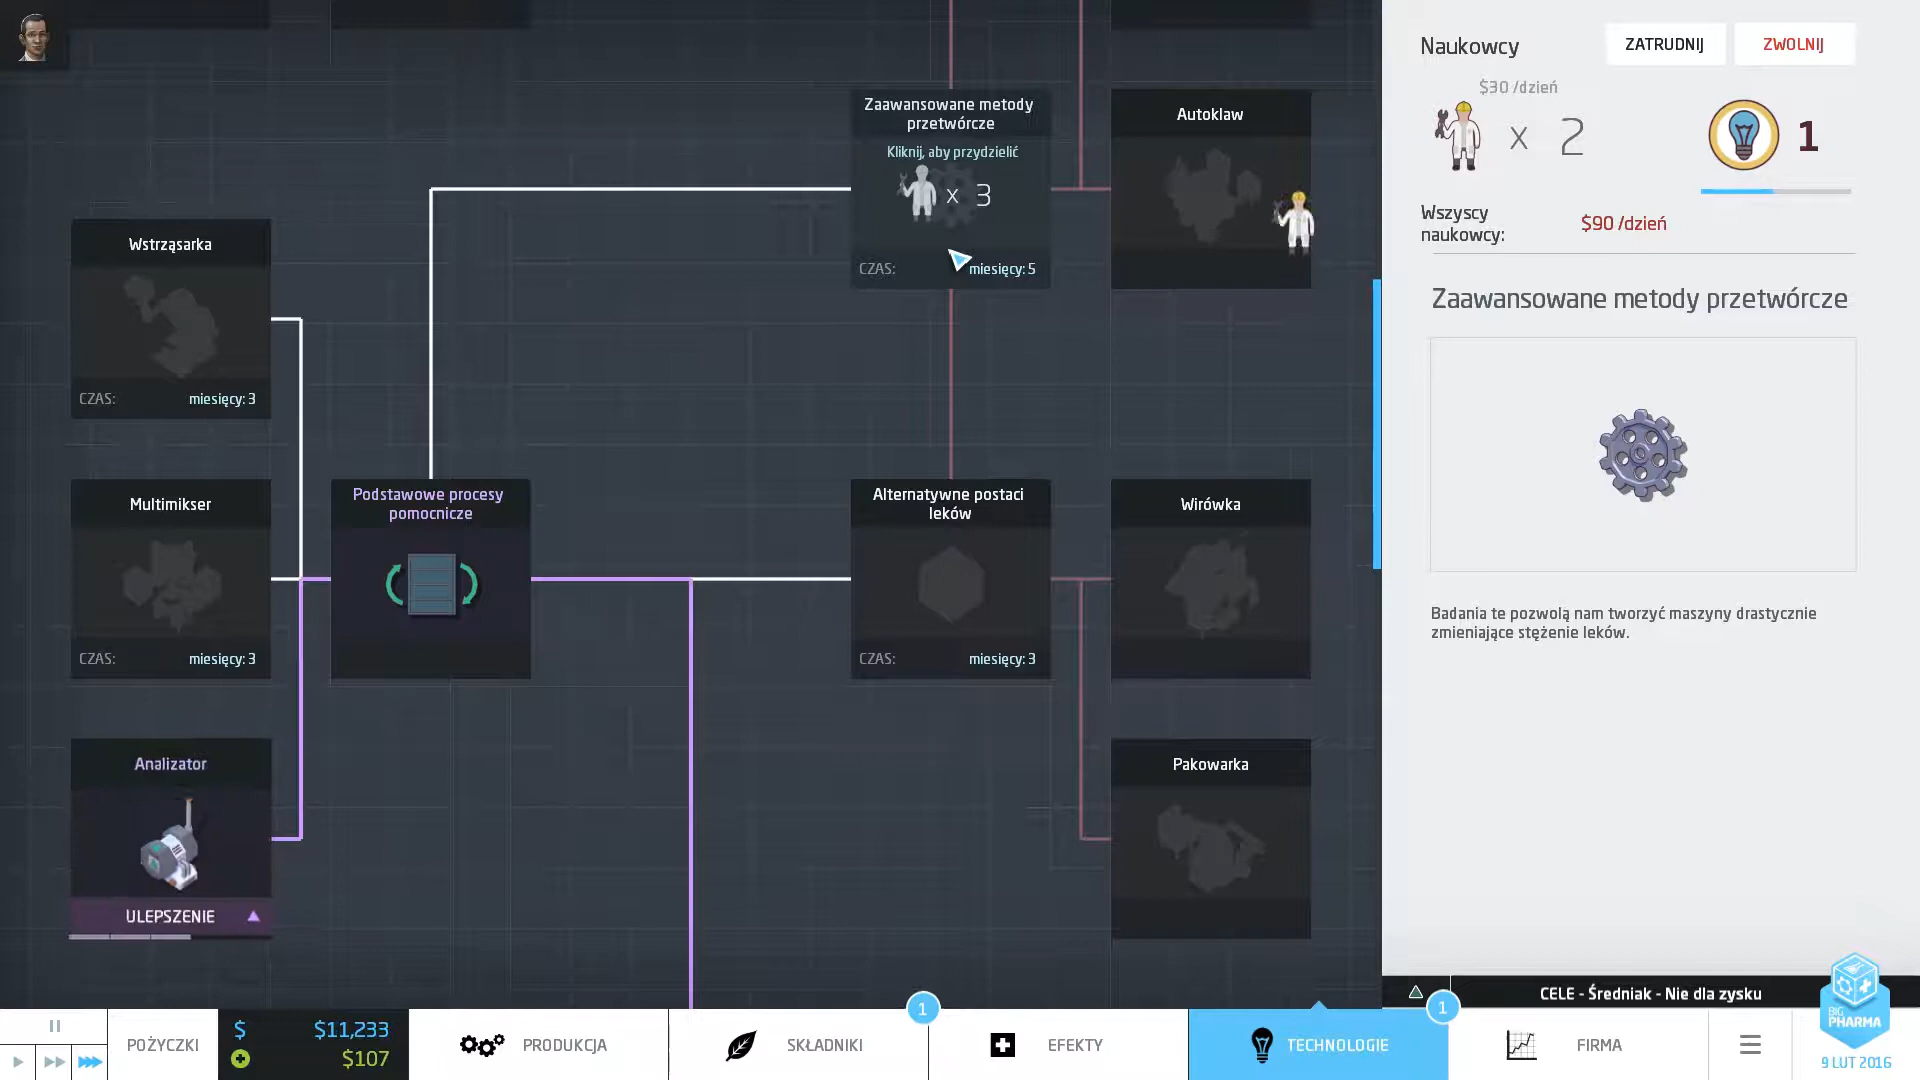 Naukowcy
ZATRUDNIJ
ZWOLNIJ
$30 /dzień
x 2
1
Wszyscy
naukowcy:
$90 /dzień
Zaawansowane metody przetwórcze
Badania te pozwolą nam tworzyć maszyny drastycznie
zmieniające stężenie leków.
Zaawansowane metody
przetwórcze
Kliknij, aby przydzielić
x 3
CZAS:
miesięcy: 5
Autoklaw
Wstrząsarka
CZAS:
miesięcy: 3
Multimikser
CZAS:
miesięcy: 3
Podstawowe procesy
pomocnicze
Alternatywne postaci
leków
CZAS:
miesięcy: 3
Wirówka
Analizator
ULEPSZENIE
Pakowarka
CELE - Średniak - Nie dla zysku
POŻYCZKI
$
$11,233
$107
PRODUKCJA
SKŁADNIKI
1
EFEKTY
TECHNOLOGIE
1
FIRMA
BIG
PHARMA
9 LUT 2016